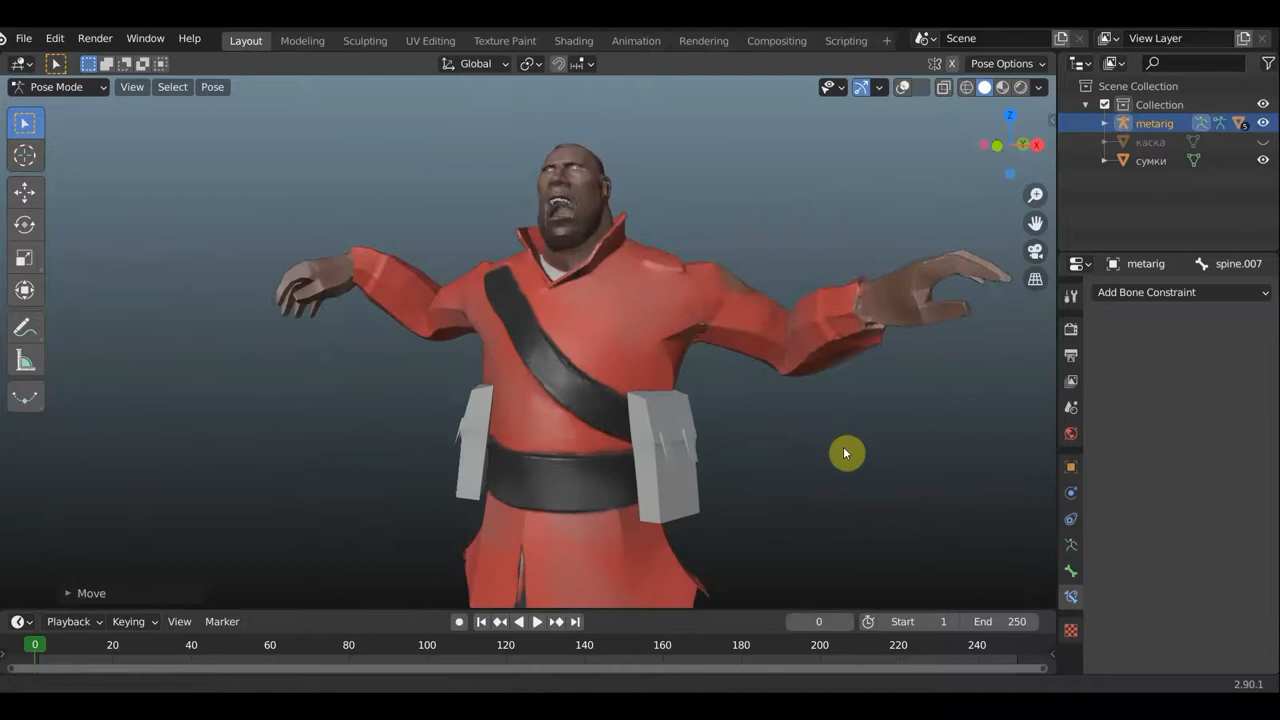 File Edit Render Window Help Layout Modeling Sculpting UV Editing Texture Paint Shading Animation Rendering Compositing Scripting + Scene View Layer
Global X Pose Options
Pose Mode View Select Pose
Scene Collection
Collection
metarig
5
каска
сумки
Z
Y
X
metarig spine.007
Add Bone Constraint
Move
Playback Keying View Marker 0 Start 1 End 250
0 20 40 60 80 100 120 140 160 180 200 220 240
2.90.1